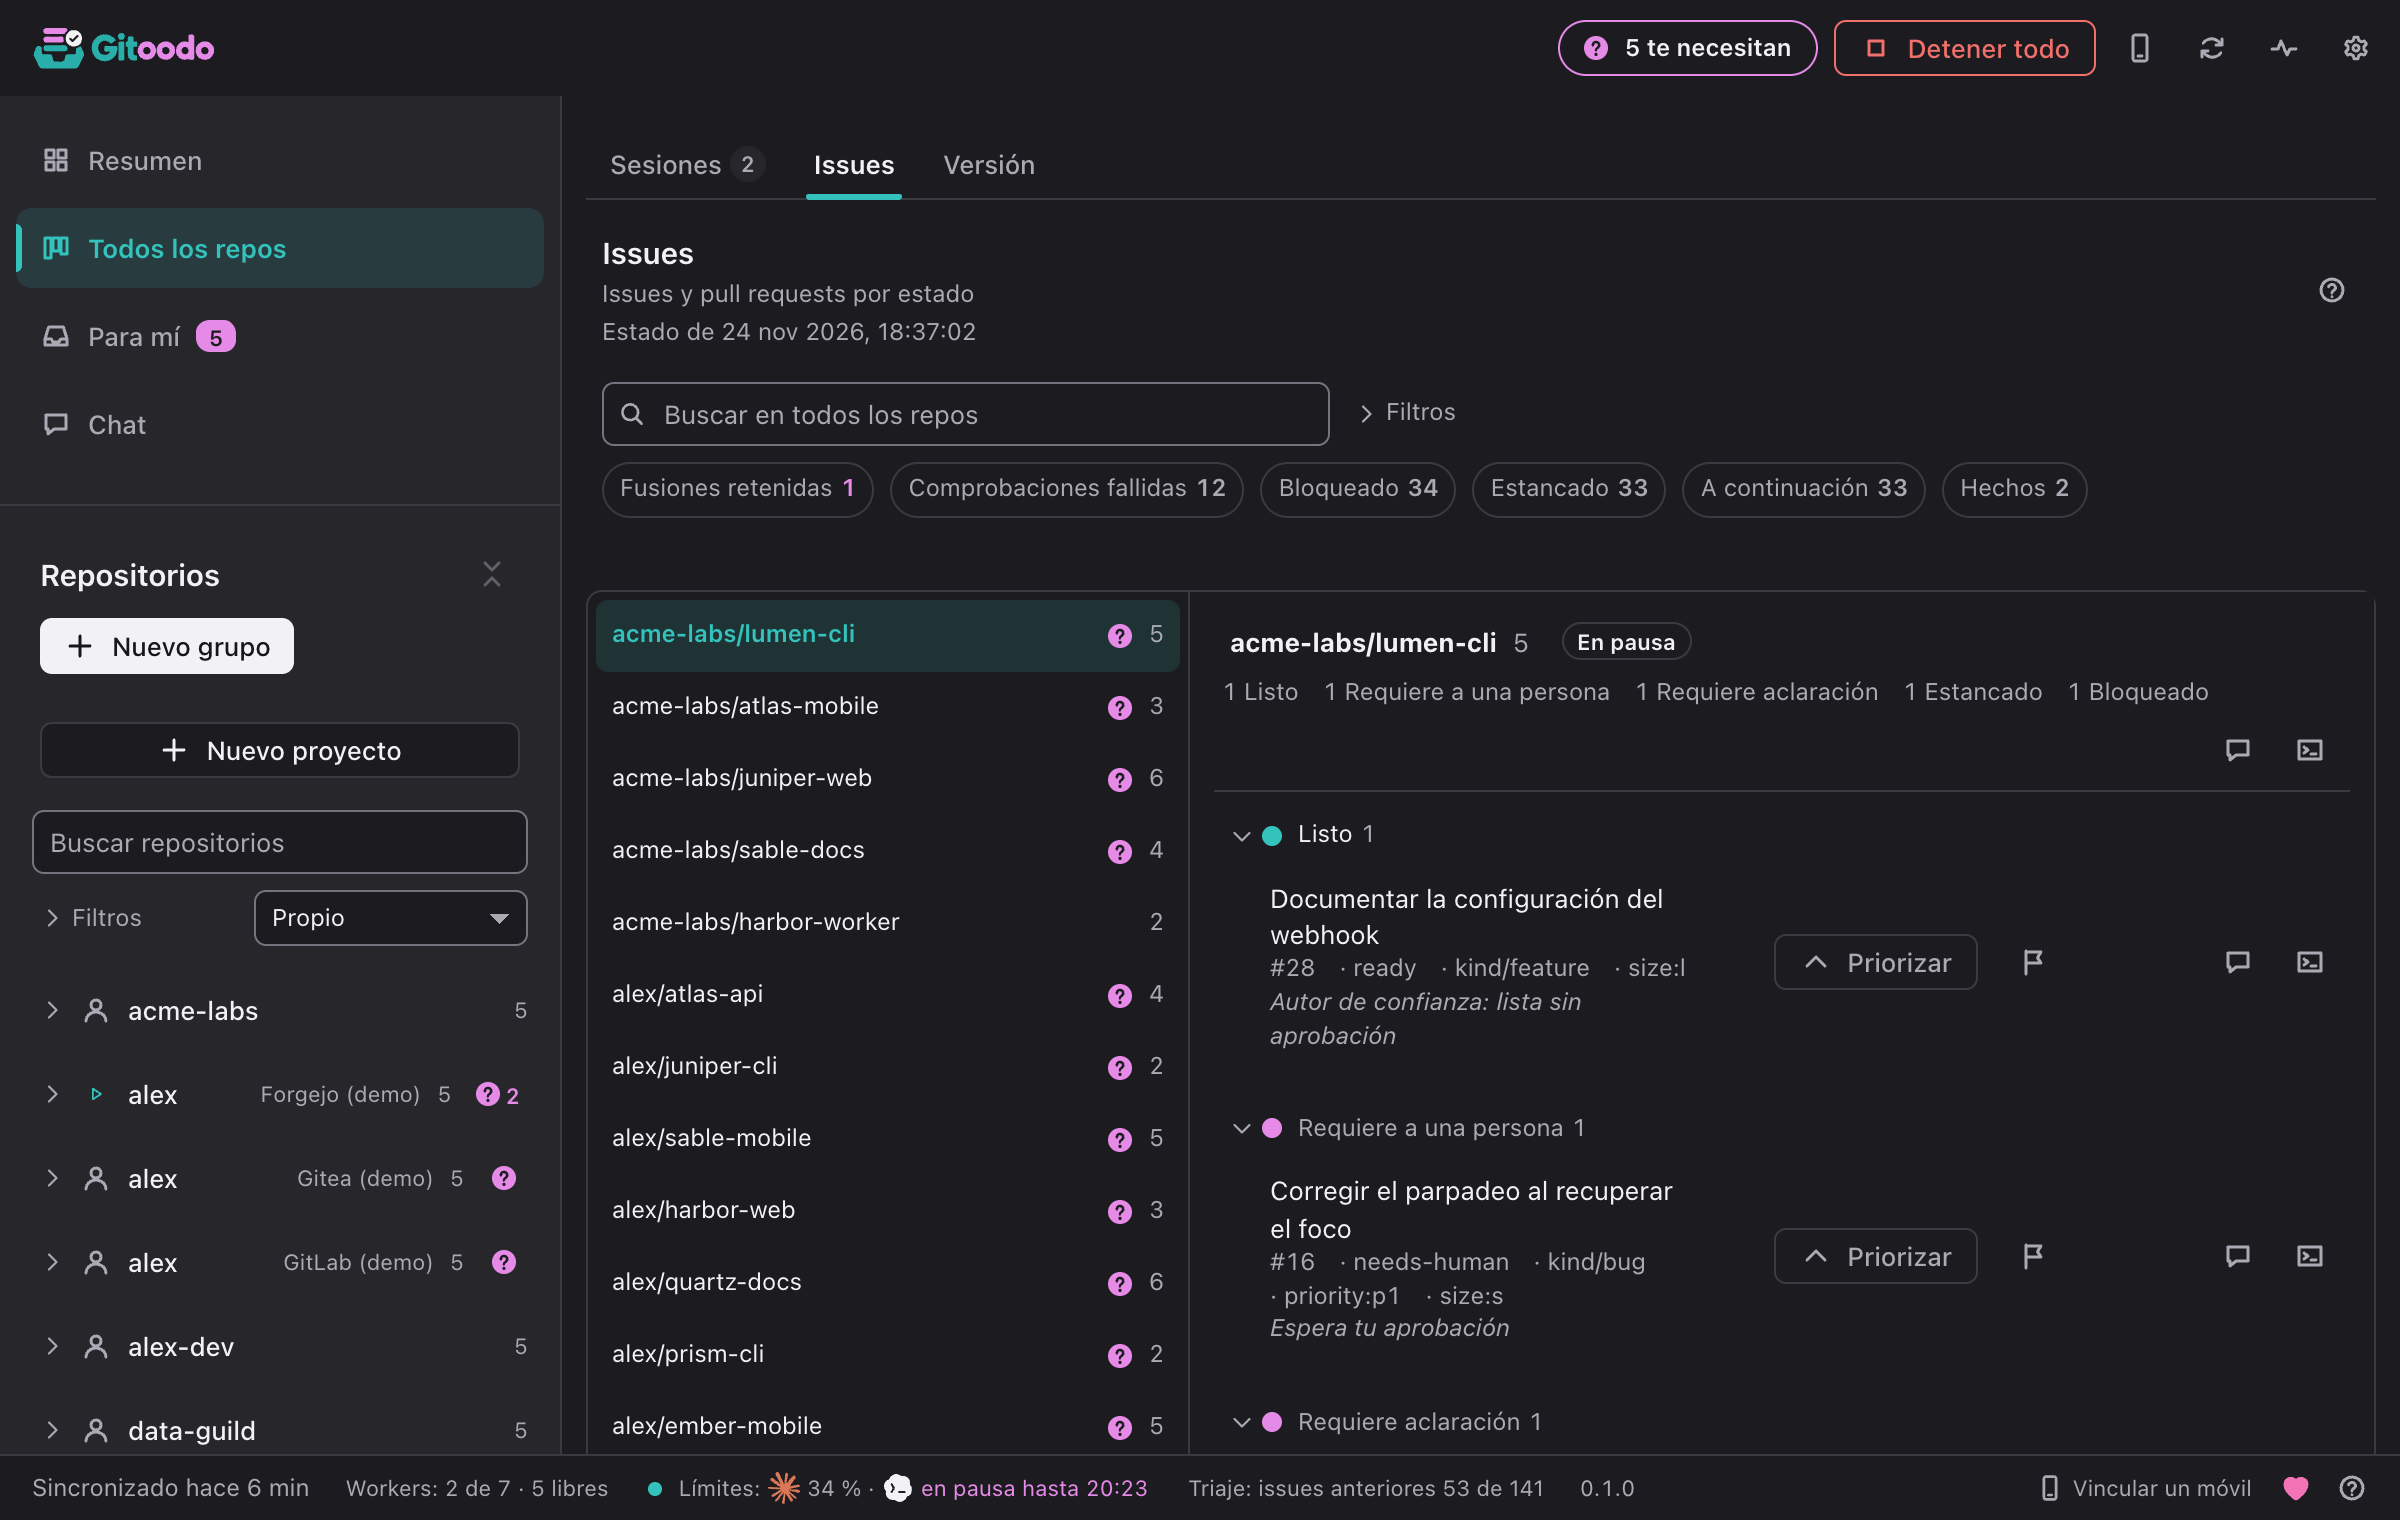 Gitoodo
5 te necesitan
Detener todo
Resumen
Todos los repos
Para mí 5
Chat
Repositorios
Nuevo grupo
Nuevo proyecto
Buscar repositorios
Filtros
Propio
acme-labs 5
alex Forgejo (demo) 5 ? 2
alex Gitea (demo) 5 ?
alex GitLab (demo) 5 ?
alex-dev 5
data-guild 5
Sesiones 2
Issues
Versión
Issues
Issues y pull requests por estado
Estado de 24 nov 2026, 18:37:02
Buscar en todos los repos
Filtros
Fusiones retenidas 1
Comprobaciones fallidas 12
Bloqueado 34
Estancado 33
A continuación 33
Hechos 2
acme-labs/lumen-cli ? 5
acme-labs/atlas-mobile ? 3
acme-labs/juniper-web ? 6
acme-labs/sable-docs ? 4
acme-labs/harbor-worker 2
alex/atlas-api ? 4
alex/juniper-cli ? 2
alex/sable-mobile ? 5
alex/harbor-web ? 3
alex/quartz-docs ? 6
alex/prism-cli ? 2
alex/ember-mobile ? 5
acme-labs/lumen-cli 5 En pausa
1 Listo 1 Requiere a una persona 1 Requiere aclaración 1 Estancado 1 Bloqueado
Listo 1
Documentar la configuración del
webhook
#28 · ready · kind/feature · size:l
Autor de confianza: lista sin
aprobación
Priorizar
Requiere a una persona 1
Corregir el parpadeo al recuperar
el foco
#16 · needs-human · kind/bug
· priority:p1 · size:s
Espera tu aprobación
Priorizar
Requiere aclaración 1
Sincronizado hace 6 min
Workers: 2 de 7 · 5 libres
Límites: 34 % · en pausa hasta 20:23
Triaje: issues anteriores 53 de 141
0.1.0
Vincular un móvil